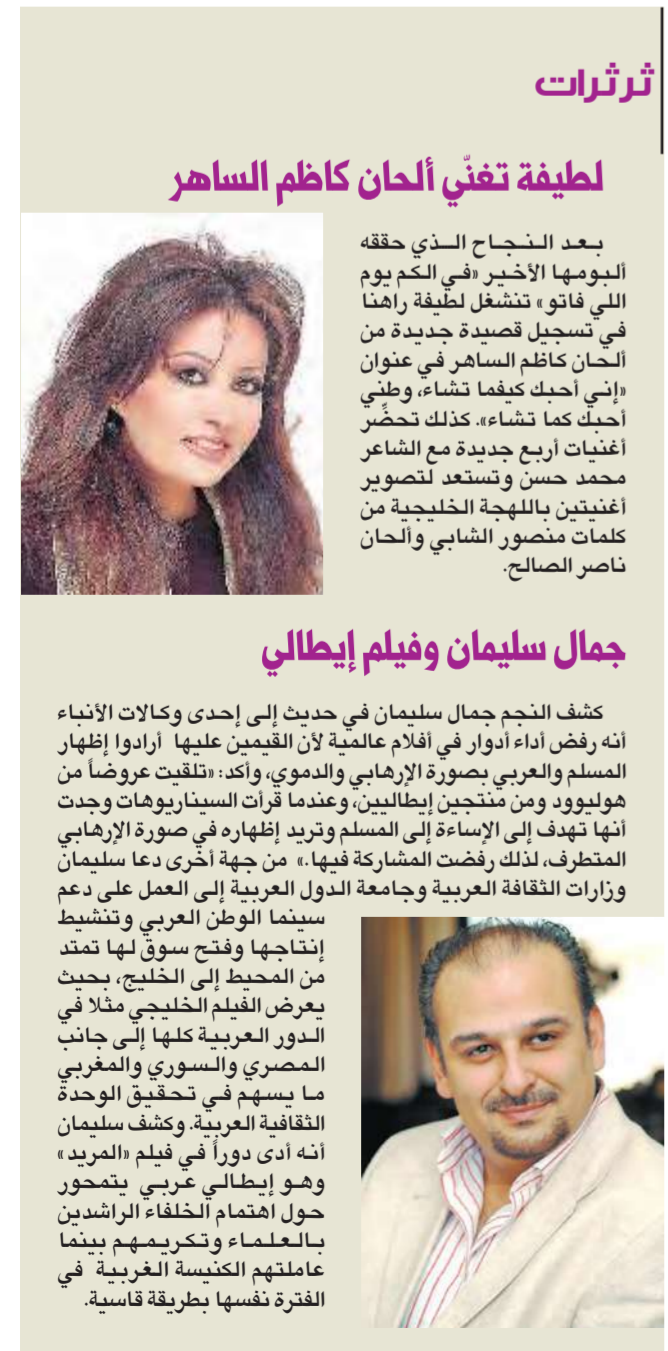 ثرثرات
لطيفة تغنّي ألحان كاظم الساهر
بعد النجاح الذي حققه
ألبومها الأخير «في الكم يوم
اللي فاتو» تنشغل لطيفة راهنا
في تسجيل قصيدة جديدة من
ألحان كاظم الساهر في عنوان
«إني أحبك كيفما تشاء، وطني
أحبك كما تشاء». كذلك تحضِّر
أغنيات أربع جديدة مع الشاعر
محمد حسن وتستعد لتصوير
أغنيتين باللهجة الخليجية من
كلمات منصور الشابي وألحان
ناصر الصالح.
جمال سليمان وفيلم إيطالي
كشف النجم جمال سليمان في حديث إلى إحدى وكالات الأنباء
أنه رفض أداء أدوار في أفلام عالمية لأن القيمين عليها أرادوا إظهار
المسلم والعربي بصورة الإرهابي والدموي، وأكد: «تلقيت عروضاً من
هوليوود ومن منتجين إيطاليين، وعندما قرأت السيناريوهات وجدت
أنها تهدف إلى الإساءة إلى المسلم وتريد إظهاره في صورة الإرهابي
المتطرف، لذلك رفضت المشاركة فيها.» من جهة أخرى دعا سليمان
وزارات الثقافة العربية وجامعة الدول العربية إلى العمل على دعم
سينما الوطن العربي وتنشيط
إنتاجها وفتح سوق لها تمتد
من المحيط إلى الخليج، بحيث
يعرض الفيلم الخليجي مثلا في
الدور العربية كلها إلى جانب
المصري والسوري والمغربي
ما يسهم في تحقيق الوحدة
الثقافية العربية. وكشف سليمان
أنه أدى دوراً في فيلم «المريد»
وهو إيطالي عربي يتمحور
حول اهتمام الخلفاء الراشدين
بالعلماء وتكريمهم بينما
عاملتهم الكنيسة الغربية في
الفترة نفسها بطريقة قاسية.